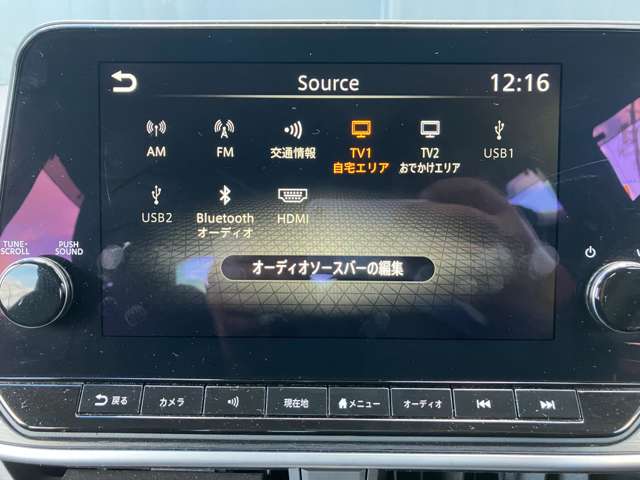 Source
12:16
AM
FM
交通情報
TV1
自宅エリア
TV2
おでかけエリア
USB1
USB2
Bluetooth
オーディオ
HDMI
オーディオソースバーの編集
TUNE·
SCROLL
PUSH
SOUND
戻る
カメラ
現在地
メニュー
オーディオ